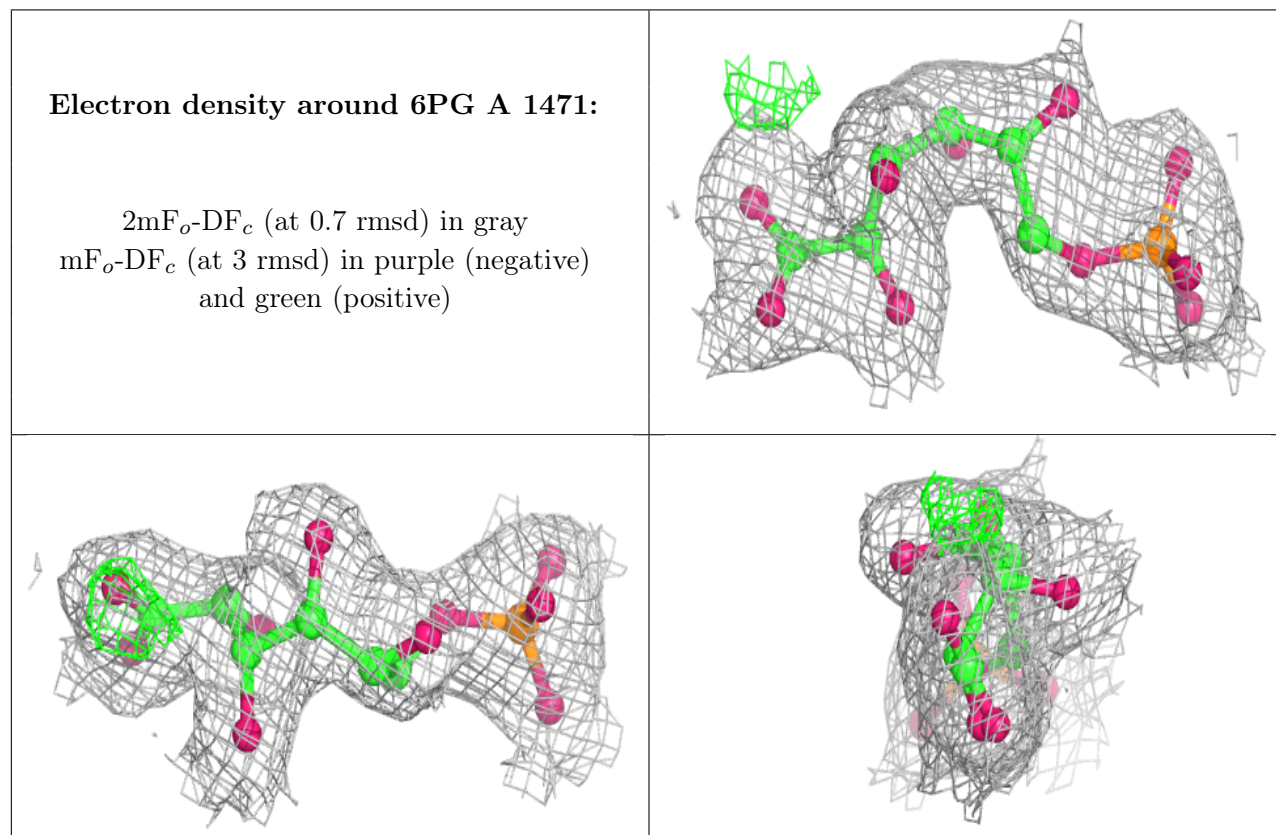 Electron density around 6PG A 1471:
2mFo-DFc (at 0.7 rmsd) in gray
mFo-DFc (at 3 rmsd) in purple (negative)
and green (positive)